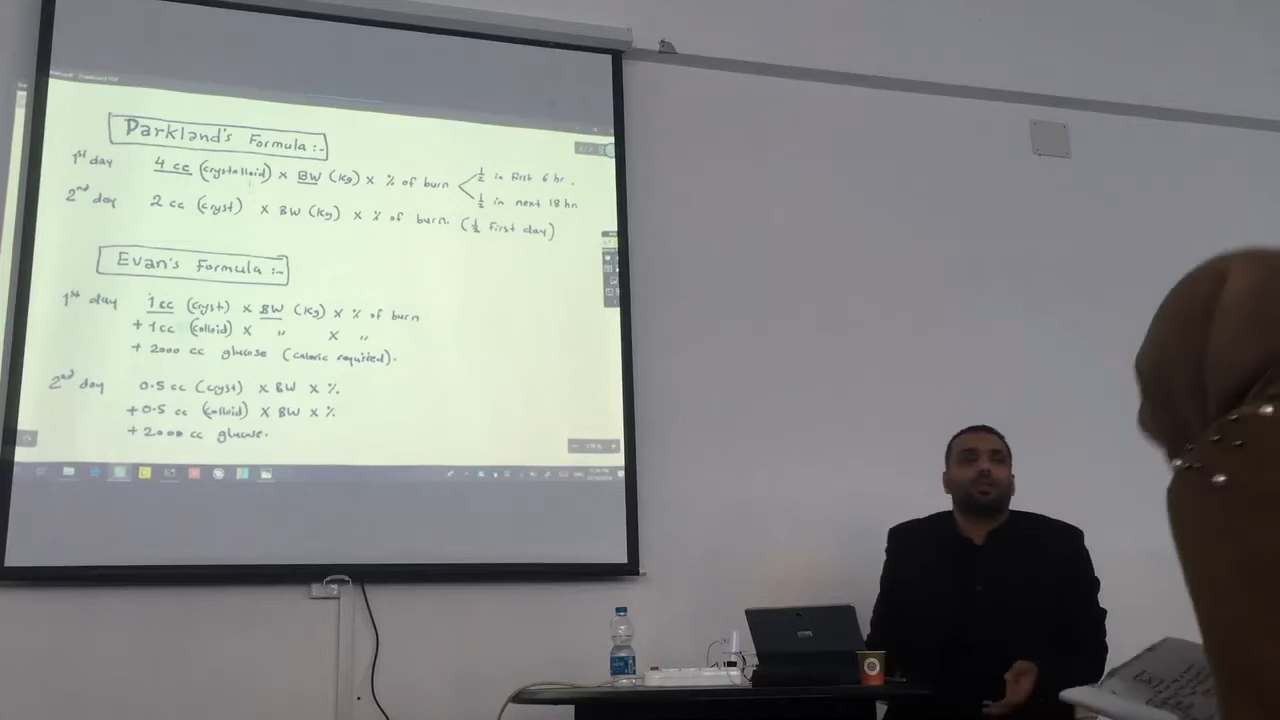 Parkland's Formula :-
1st day 4 cc (crystalloid) x BW (Kg) x % of burn
1/2 in first 6 hr.
1/2 in next 18 hr.
2nd day 2 cc (cryst) x BW (Kg) x % of burn. (1/2 first day)
Evan's Formula :-
1st day 1 cc (cryst) x BW (Kg) x % of burn
+ 1 cc (colloid) x " x "
+ 2000 cc glucose (caloric required).
2nd day 0.5 cc (cryst) x BW x %.
+ 0.5 cc (colloid) x BW x %.
+ 2000 cc glucose.